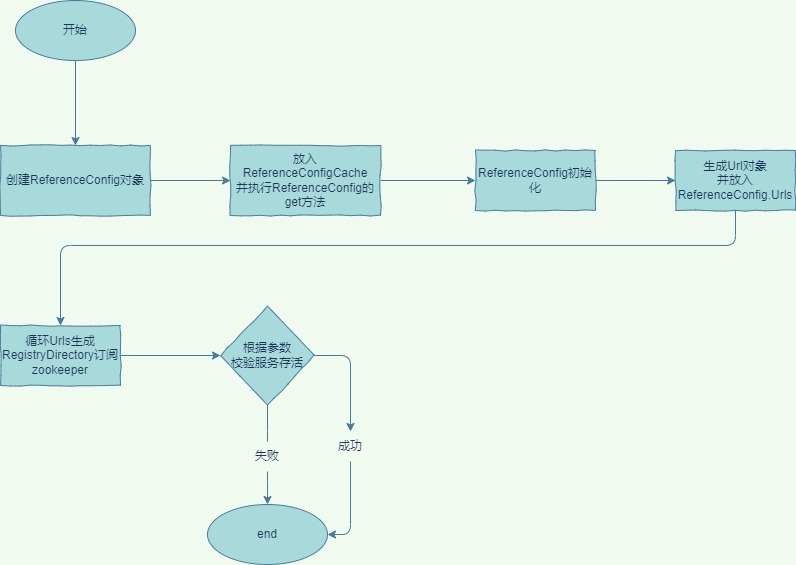 开始
创建ReferenceConfig对象
放入
ReferenceConfigCache
并执行ReferenceConfig的
get方法
ReferenceConfig初始
化
生成Url对象
并放入
ReferenceConfig.Urls
循环Urls生成
RegistryDirectory订阅
zookeeper
根据参数
校验服务存活
失败
成功
end